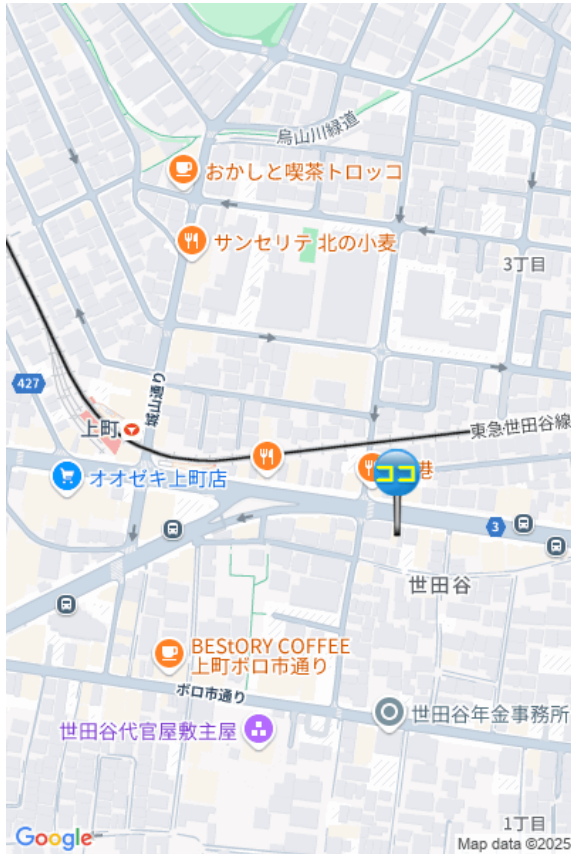 烏山川緑道
おかしと喫茶トロッコ
サンセリテ 北の小麦
3丁目
427
城山通り
上町
東急世田谷線
オオゼキ上町店
ココ
港
3
世田谷
BEStORY COFFEE
上町ボロ市通り
ボロ市通り
世田谷年金事務所
世田谷代官屋敷主屋
1丁目
Google
Map data ©2025